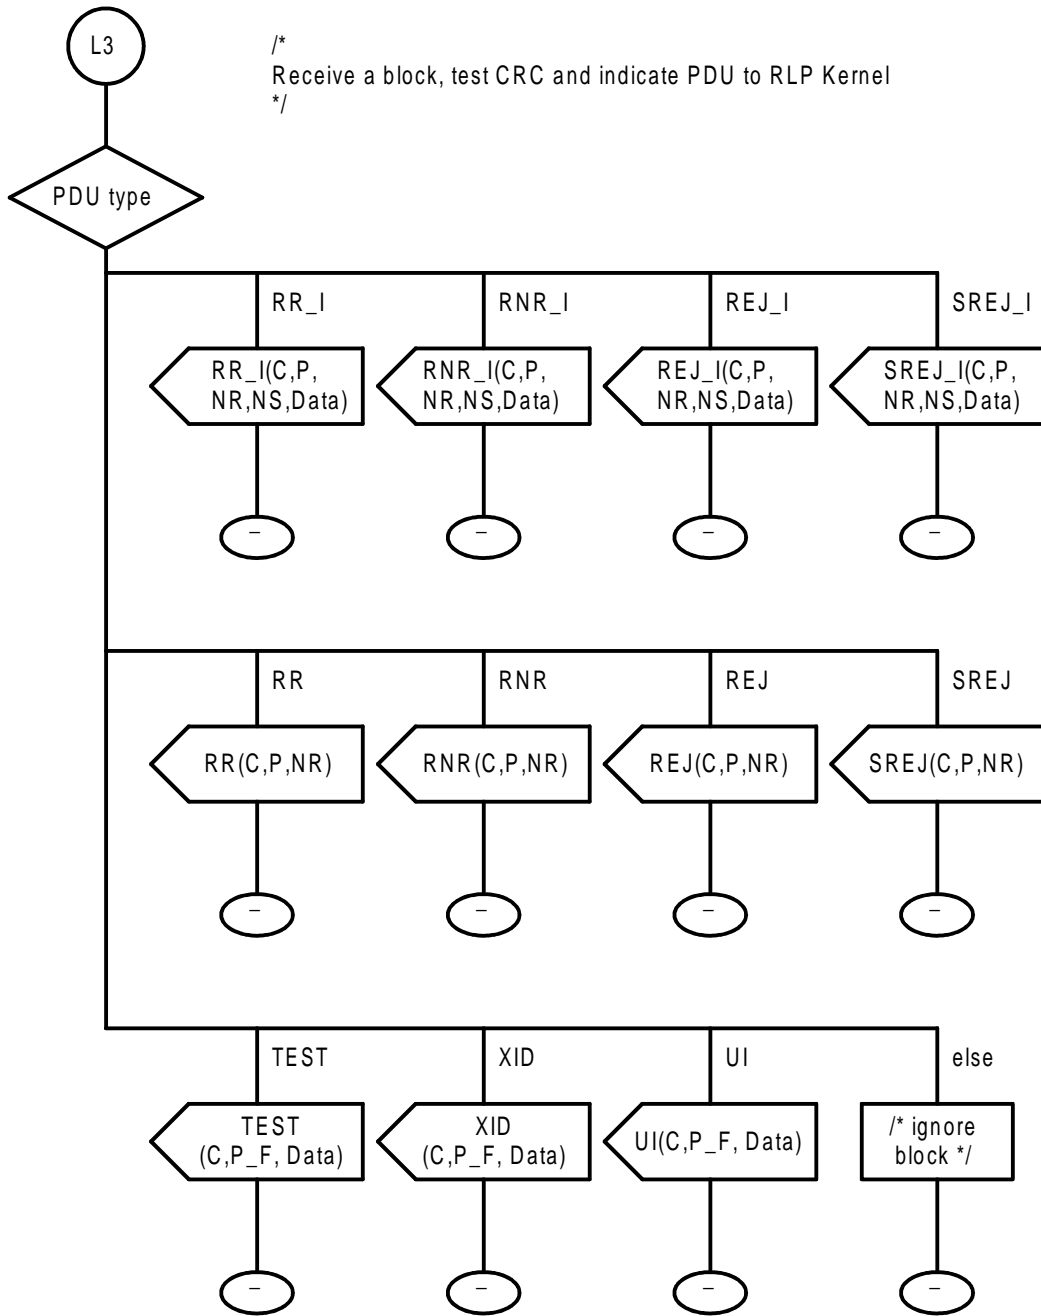 L3
/*
Receive a block, test CRC and indicate PDU to RLP Kernel
*/
PDU type
RR_I
RNR_I
REJ_I
SREJ_I
RR_I(C,P,
NR,NS,Data)
RNR_I(C,P,
NR,NS,Data)
REJ_I(C,P,
NR,NS,Data)
SREJ_I(C,P,
NR,NS,Data)
–
–
–
–
RR
RNR
REJ
SREJ
RR(C,P,NR)
RNR(C,P,NR)
REJ(C,P,NR)
SREJ(C,P,NR)
–
–
–
–
TEST
XID
UI
else
TEST
(C,P_F, Data)
XID
(C,P_F, Data)
UI(C,P_F, Data)
/* ignore
block */
–
–
–
–